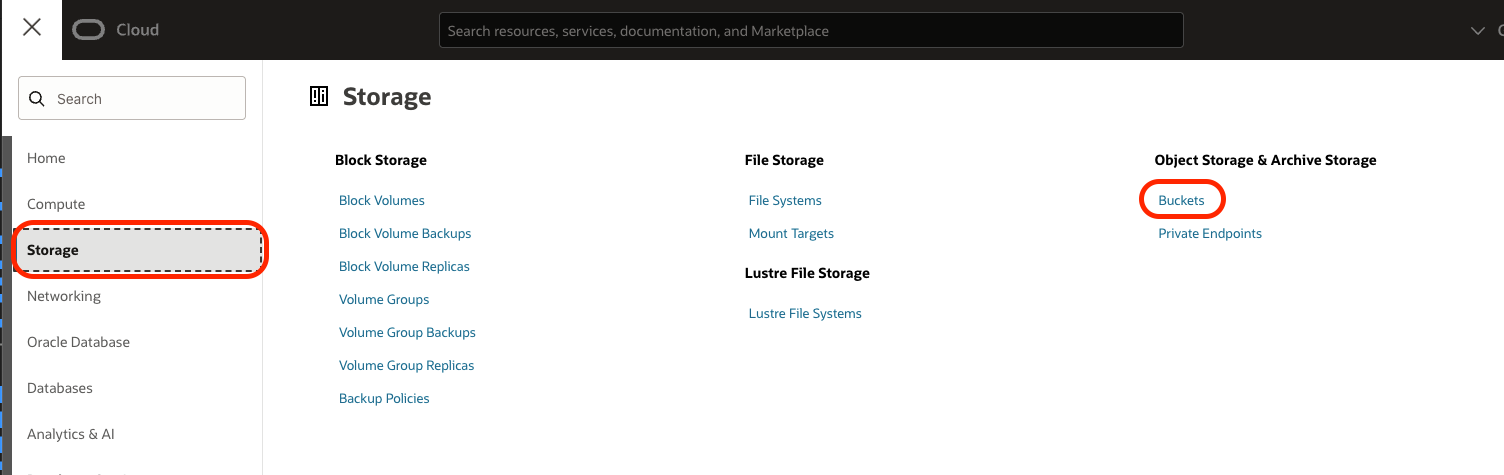 Cloud
Search resources, services, documentation, and Marketplace
Search
Home
Compute
Storage
Networking
Oracle Database
Databases
Analytics & AI
Storage
Block Storage
Block Volumes
Block Volume Backups
Block Volume Replicas
Volume Groups
Volume Group Backups
Volume Group Replicas
Backup Policies
File Storage
File Systems
Mount Targets
Lustre File Storage
Lustre File Systems
Object Storage & Archive Storage
Buckets
Private Endpoints